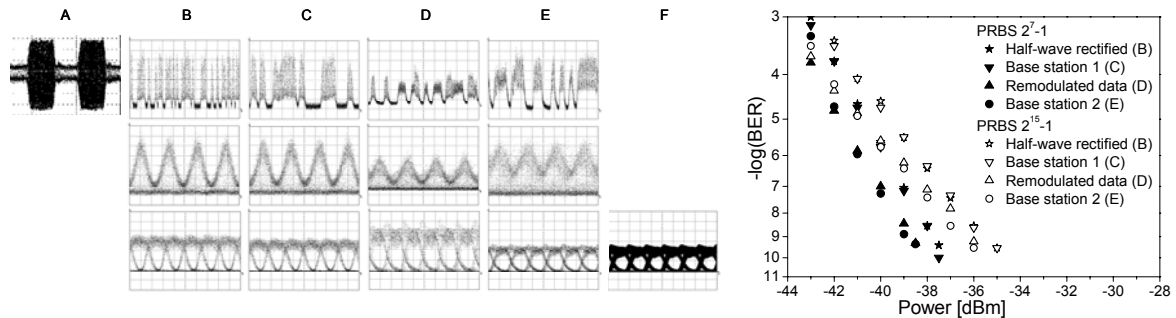 A B C D E F
3
4
5
6
7
8
9
10
11
-log(BER)
-44 -42 -40 -38 -36 -34 -32 -30 -28
Power [dBm]
PRBS 2⁷-1
Half-wave rectified (B)
Base station 1 (C)
Remodulated data (D)
Base station 2 (E)
PRBS 2¹⁵-1
Half-wave rectified (B)
Base station 1 (C)
Remodulated data (D)
Base station 2 (E)